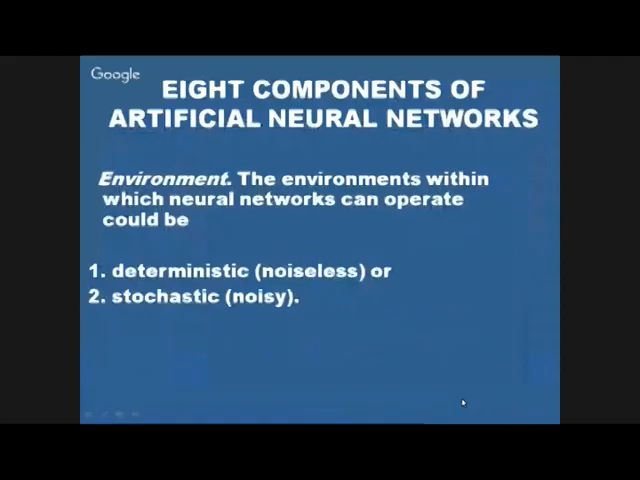 Google
EIGHT COMPONENTS OF
ARTIFICIAL NEURAL NETWORKS
Environment. The environments within
which neural networks can operate
could be
1. deterministic (noiseless) or
2. stochastic (noisy).